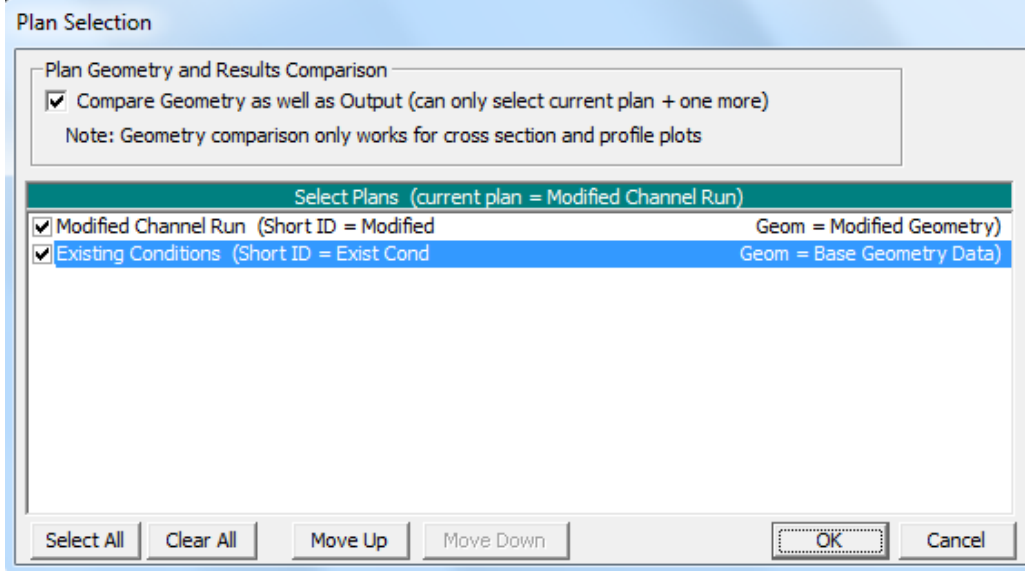 Plan Selection
Plan Geometry and Results Comparison
Compare Geometry as well as Output (can only select current plan + one more)
Note: Geometry comparison only works for cross section and profile plots
Select Plans (current plan = Modified Channel Run)
Modified Channel Run (Short ID = Modified Geom = Modified Geometry)
Existing Conditions (Short ID = Exist Cond Geom = Base Geometry Data)
Select All Clear All Move Up Move Down OK Cancel